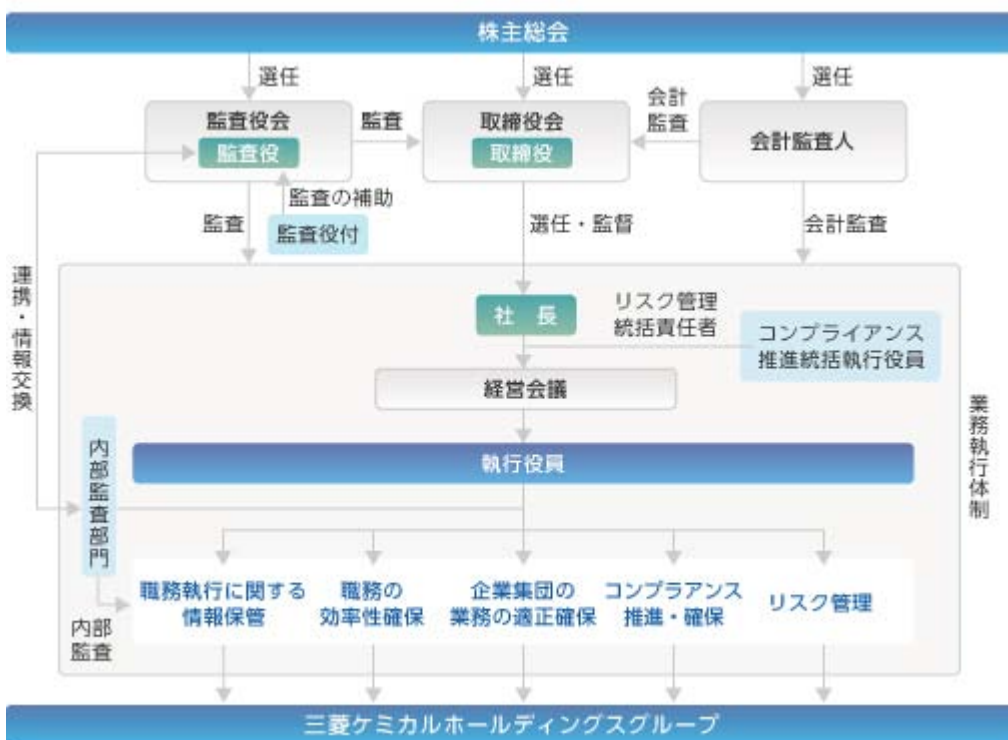 株主総会
選任
選任
選任
監査役会
監査役
監査
取締役会
取締役
会計
監査
会計監査人
監査の補助
監査役付
監査
選任・監督
会計監査
連携・情報交換
社 長
リスク管理
統括責任者
コンプライアンス
推進統括執行役員
経営会議
業務執行体制
執行役員
内部監査部門
職務執行に関する
情報保管
職務の
効率性確保
企業集団の
業務の適正確保
コンプラアンス
推進・確保
リスク管理
内部
監査
三菱ケミカルホールディングスグループ